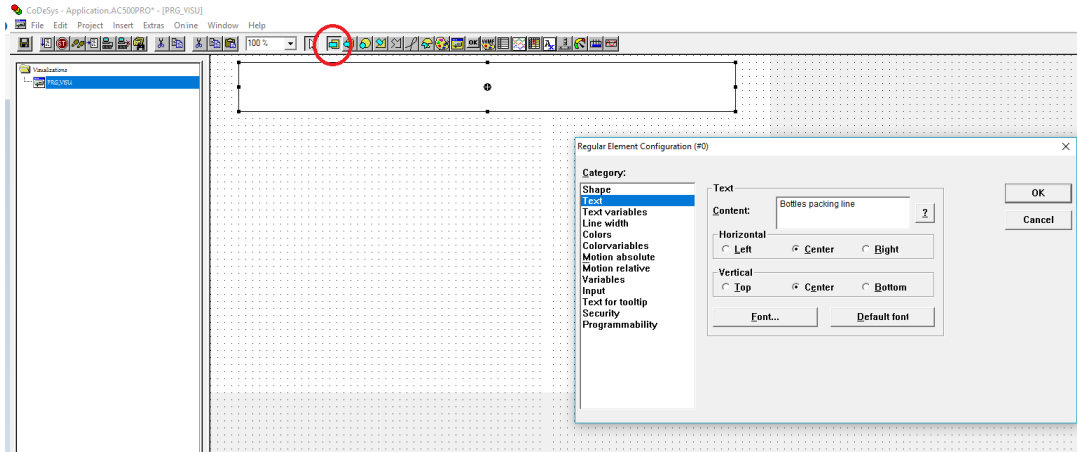 CoDeSys - Application.AC500PRO* - [PRG_VISU]
File Edit Project Insert Extras Online Window Help
100 %
Visualizations
PRG_VISU
Regular Element Configuration (#0)
Category:
Shape
Text
Text variables
Line width
Colors
Colorvariables
Motion absolute
Motion relative
Variables
Input
Text for tooltip
Security
Programmability
Text
Content:
Bottles packing line
?
Horizontal
Left Center Right
Vertical
Top Center Bottom
Font... Default font
OK
Cancel